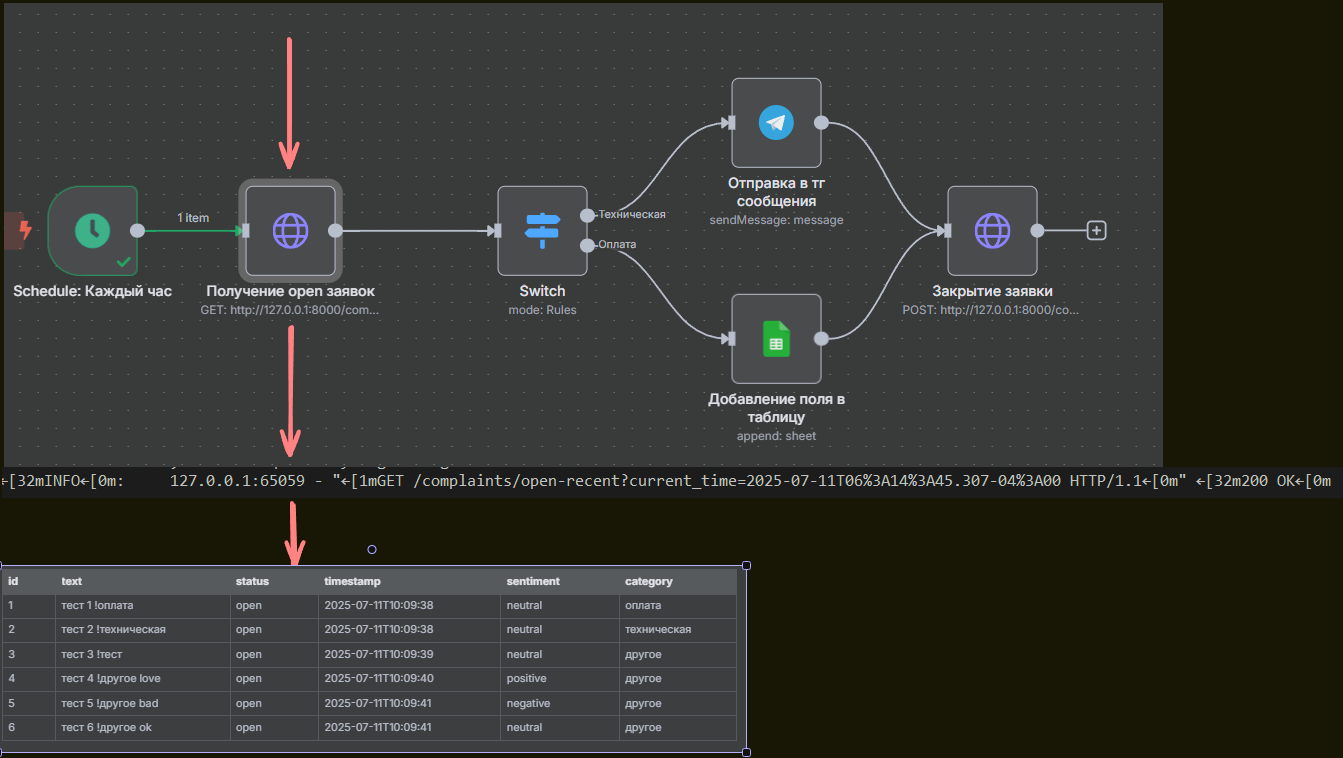 Отправка в тг
сообщения
sendMessage: message
1 item
Техническая
Оплата
Schedule: Каждый час
Получение open заявок
GET: http://127.0.0.1:8000/com...
Switch
mode: Rules
Закрытие заявки
POST: http://127.0.0.1:8000/co...
Добавление поля в
таблицу
append: sheet
←[32mINFO←[0m:     127.0.0.1:65059 - "←[1mGET /complaints/open-recent?current_time=2025-07-11T06%3A14%3A45.307-04%3A00 HTTP/1.1←[0m" ←[32m200 OK←[0m
id text status timestamp sentiment category
1 тест 1 !оплата open 2025-07-11T10:09:38 neutral оплата
2 тест 2 !техническая open 2025-07-11T10:09:38 neutral техническая
3 тест 3 !тест open 2025-07-11T10:09:39 neutral другое
4 тест 4 !другое love open 2025-07-11T10:09:40 positive другое
5 тест 5 !другое bad open 2025-07-11T10:09:41 negative другое
6 тест 6 !другое ok open 2025-07-11T10:09:41 neutral другое